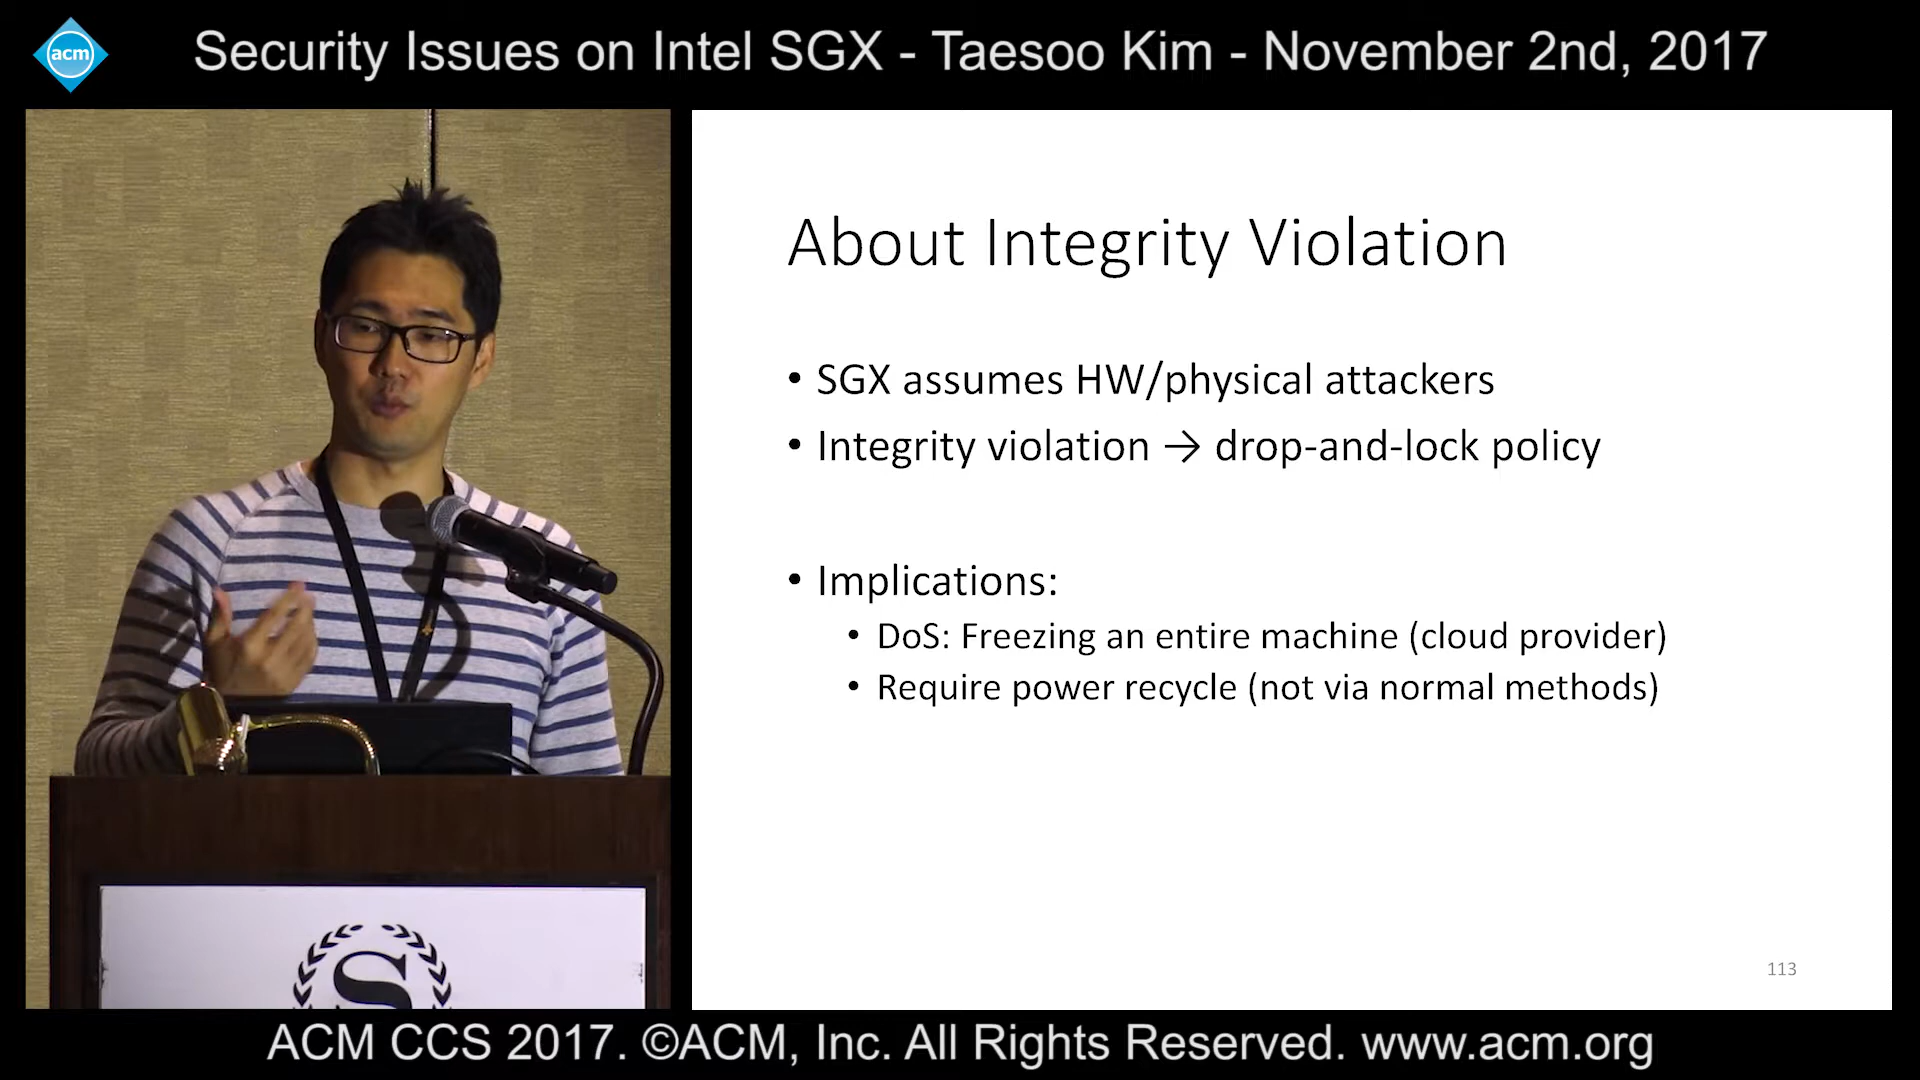 acm
Security Issues on Intel SGX - Taesoo Kim - November 2nd, 2017
About Integrity Violation
• SGX assumes HW/physical attackers
• Integrity violation → drop-and-lock policy
• Implications:
• DoS: Freezing an entire machine (cloud provider)
• Require power recycle (not via normal methods)
113
S
ACM CCS 2017. ©ACM, Inc. All Rights Reserved. www.acm.org